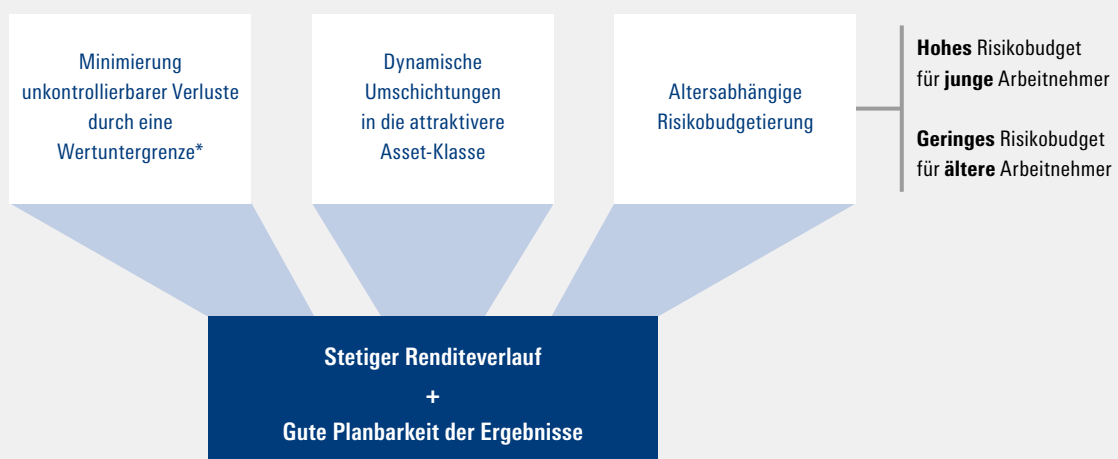 Minimierung
unkontrollierbarer Verluste
durch eine
Wertuntergrenze*
Dynamische
Umschichtungen
in die attraktivere
Asset-Klasse
Altersabhängige
Risikobudgetierung
Hohes Risikobudget
für junge Arbeitnehmer
Geringes Risikobudget
für ältere Arbeitnehmer
Stetiger Renditeverlauf
+
Gute Planbarkeit der Ergebnisse